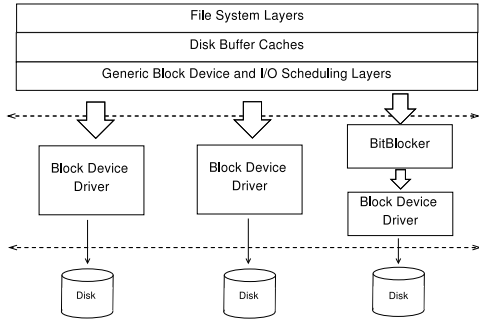 File System Layers
Disk Buffer Caches
Generic Block Device and I/O Scheduling Layers
BitBlocker
Block Device
Driver
Block Device
Driver
Block Device
Driver
Disk
Disk
Disk